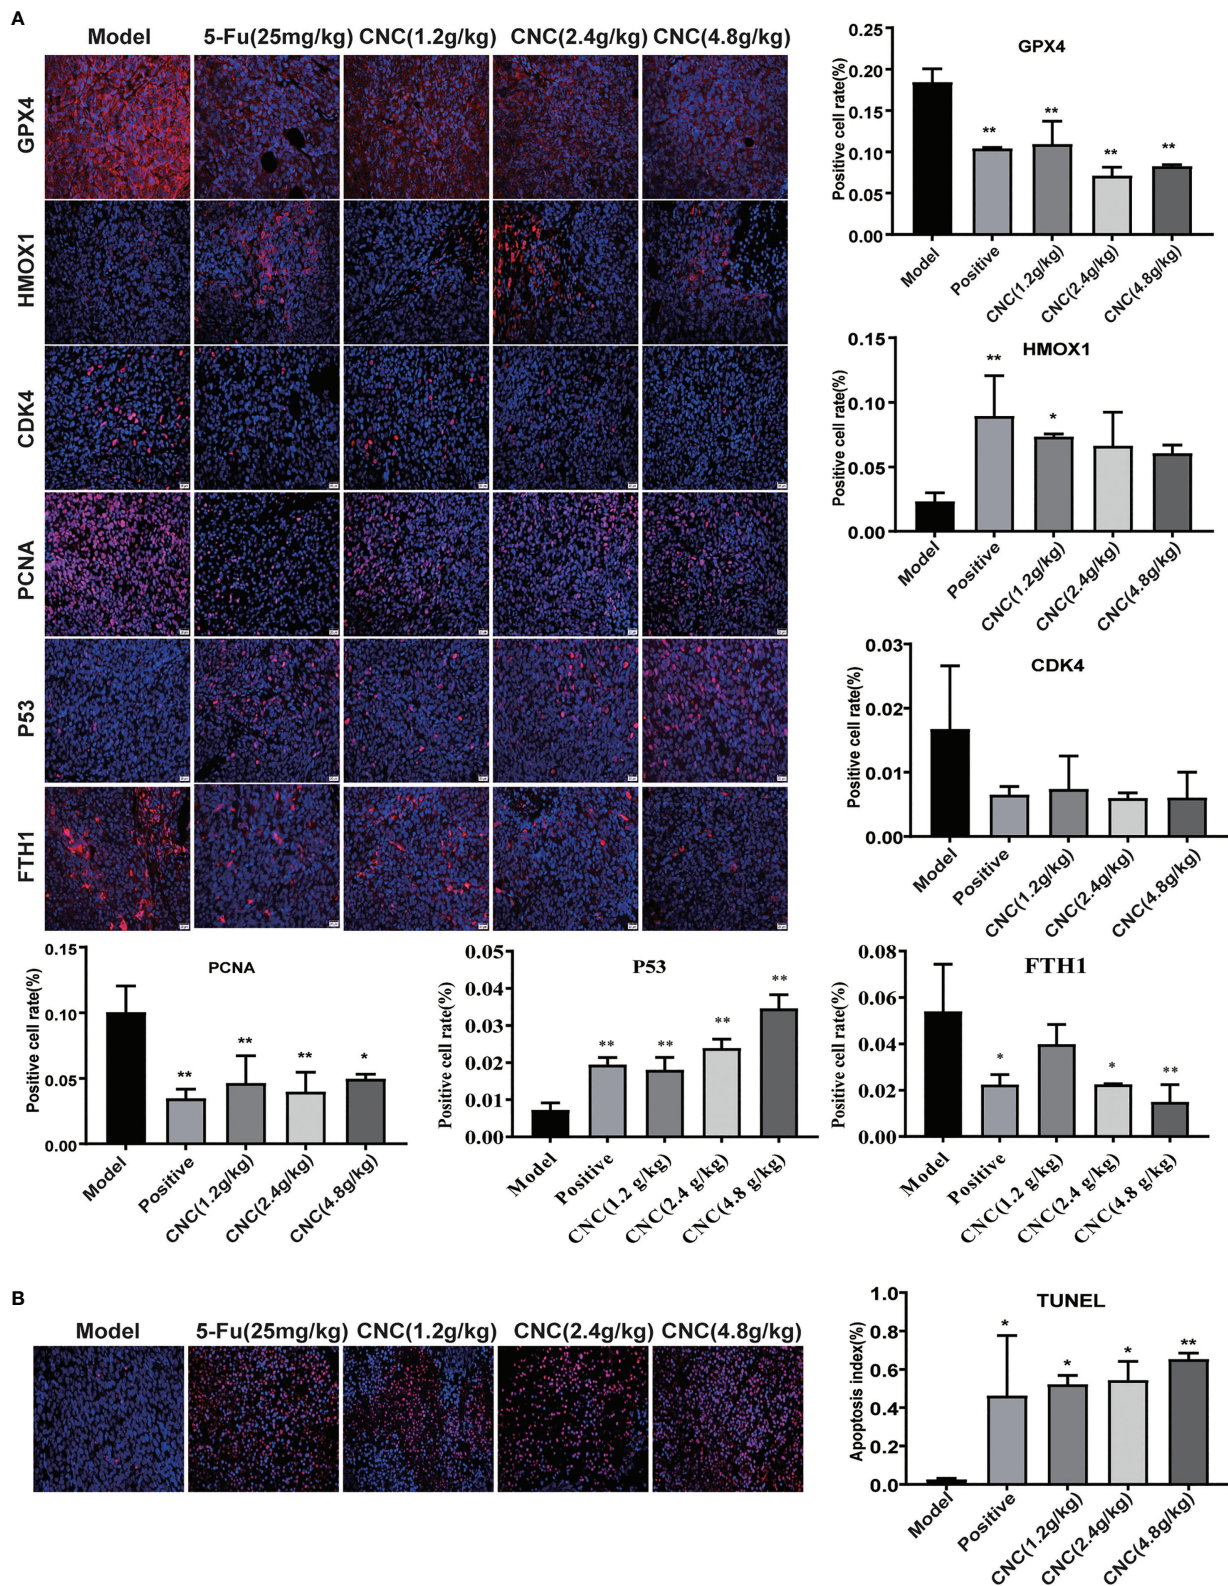 A
Model 5-Fu(25mg/kg) CNC(1.2g/kg) CNC(2.4g/kg) CNC(4.8g/kg)
GPX4
HMOX1
CDK4
PCNA
P53
FTH1
GPX4
Positive cell rate(%)
0.25
0.20
0.15
0.10
0.05
0.00
**
**
**
**
Model
Positive
CNC(1.2g/kg)
CNC(2.4g/kg)
CNC(4.8g/kg)
HMOX1
Positive cell rate(%)
0.15
0.10
0.05
0.00
**
*
Model
Positive
CNC(1.2g/kg)
CNC(2.4g/kg)
CNC(4.8g/kg)
CDK4
Positive cell rate(%)
0.03
0.02
0.01
0.00
Model
Positive
CNC(1.2g/kg)
CNC(2.4g/kg)
CNC(4.8g/kg)
PCNA
Positive cell rate(%)
0.15
0.10
0.05
0.00
**
**
**
*
Model
Positive
CNC(1.2g/kg)
CNC(2.4g/kg)
CNC(4.8g/kg)
P53
Positive cell rate(%)
0.05
0.04
0.03
0.02
0.01
0.00
**
**
**
**
Model
Positive
CNC(1.2 g/kg)
CNC(2.4 g/kg)
CNC(4.8 g/kg)
FTH1
Positive cell rate(%)
0.08
0.06
0.04
0.02
0.00
*
*
**
Model
Positive
CNC(1.2 g/kg)
CNC(2.4 g/kg)
CNC(4.8 g/kg)
B
Model 5-Fu(25mg/kg) CNC(1.2g/kg) CNC(2.4g/kg) CNC(4.8g/kg)
TUNEL
Apoptosis index(%)
1.0
0.8
0.6
0.4
0.2
0.0
*
*
*
**
Model
Positive
CNC(1.2g/kg)
CNC(2.4g/kg)
CNC(4.8g/kg)